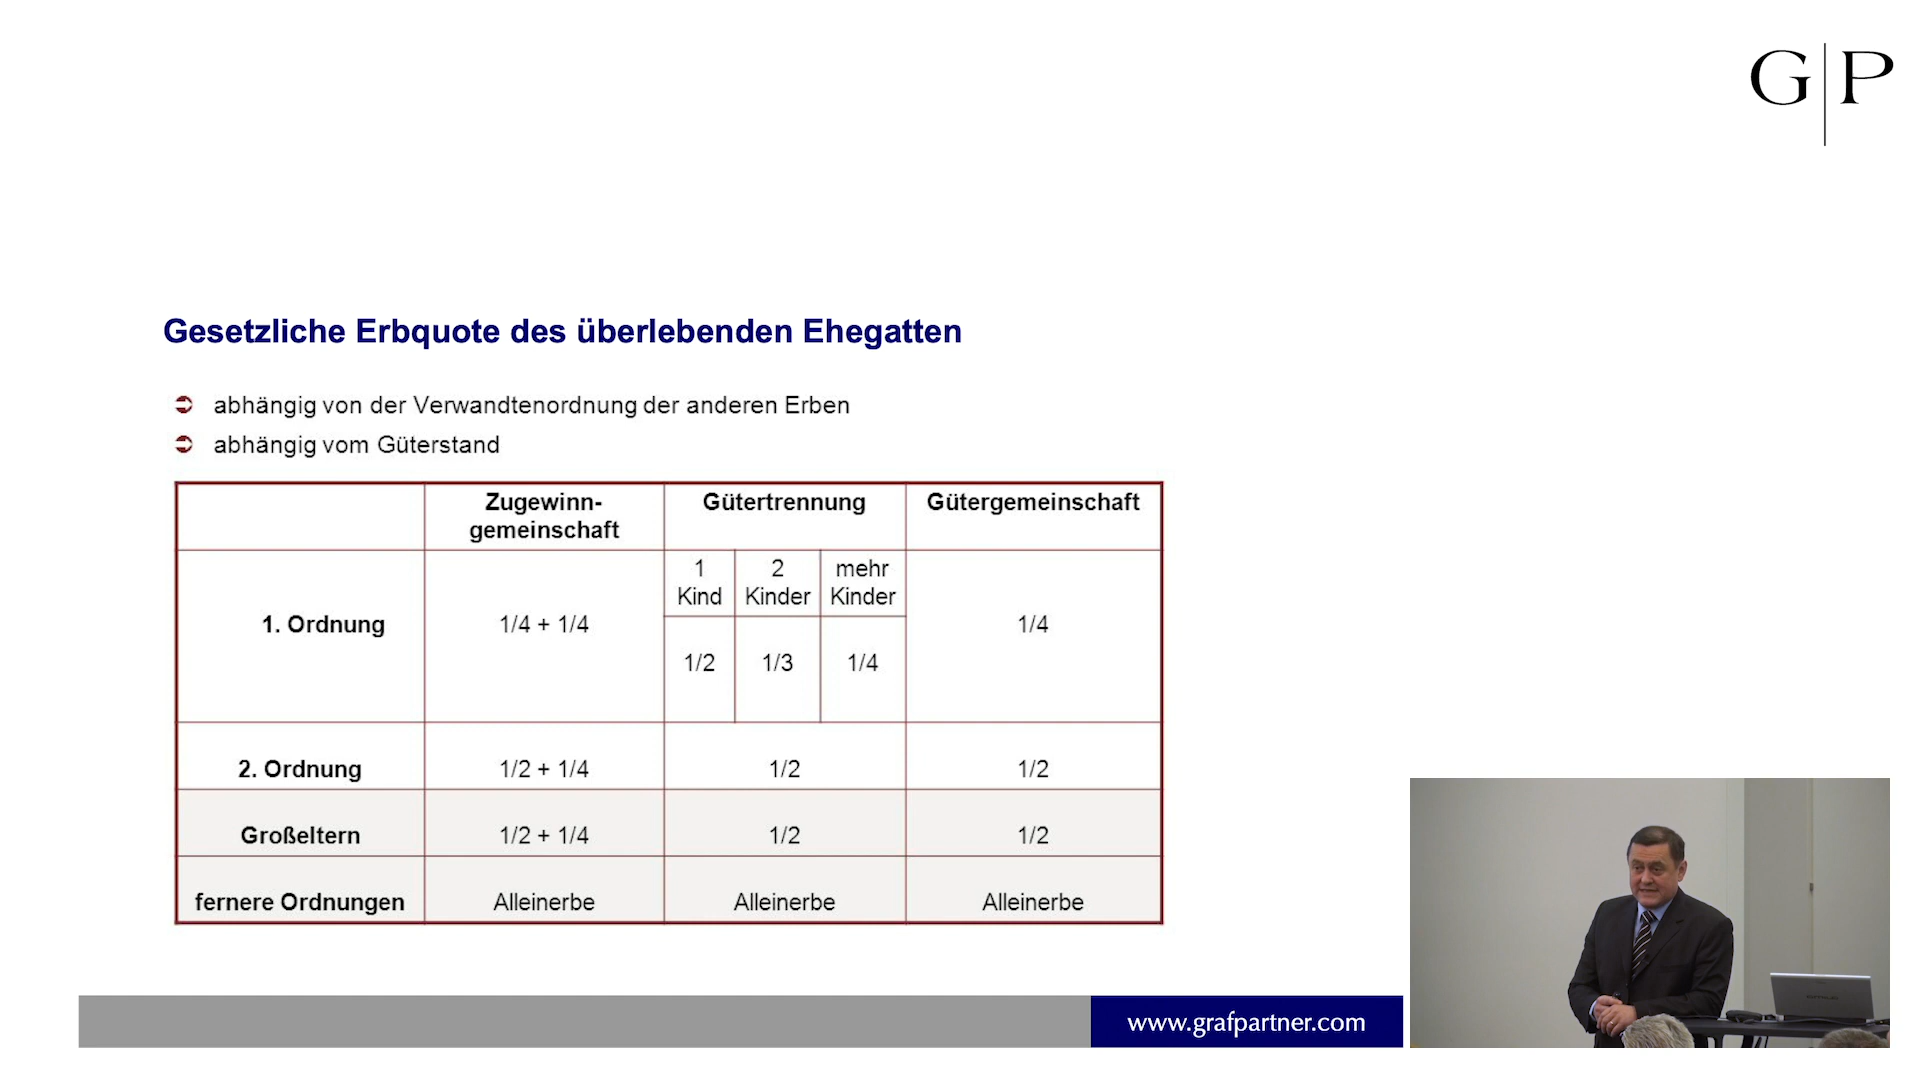 G|P
Gesetzliche Erbquote des überlebenden Ehegatten
abhängig von der Verwandtenordnung der anderen Erben
abhängig vom Güterstand
Zugewinn-
gemeinschaft
Gütertrennung
Gütergemeinschaft
1. Ordnung
1/4 + 1/4
1
Kind
2
Kinder
mehr
Kinder
1/2
1/3
1/4
1/4
2. Ordnung
1/2 + 1/4
1/2
1/2
Großeltern
1/2 + 1/4
1/2
1/2
fernere Ordnungen
Alleinerbe
Alleinerbe
Alleinerbe
www.grafpartner.com